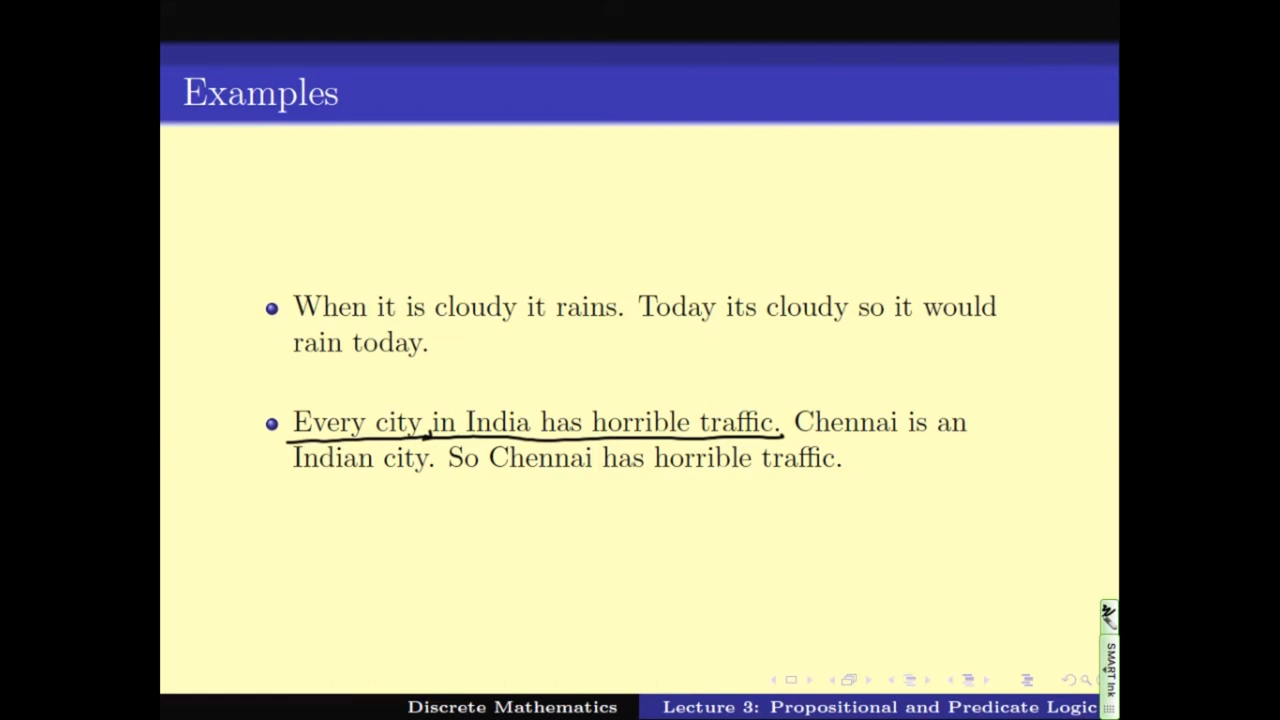 Examples
When it is cloudy it rains. Today its cloudy so it would
rain today.
Every city in India has horrible traffic. Chennai is an
Indian city. So Chennai has horrible traffic.
SMART Ink
Discrete Mathematics
Lecture 3: Propositional and Predicate Logic